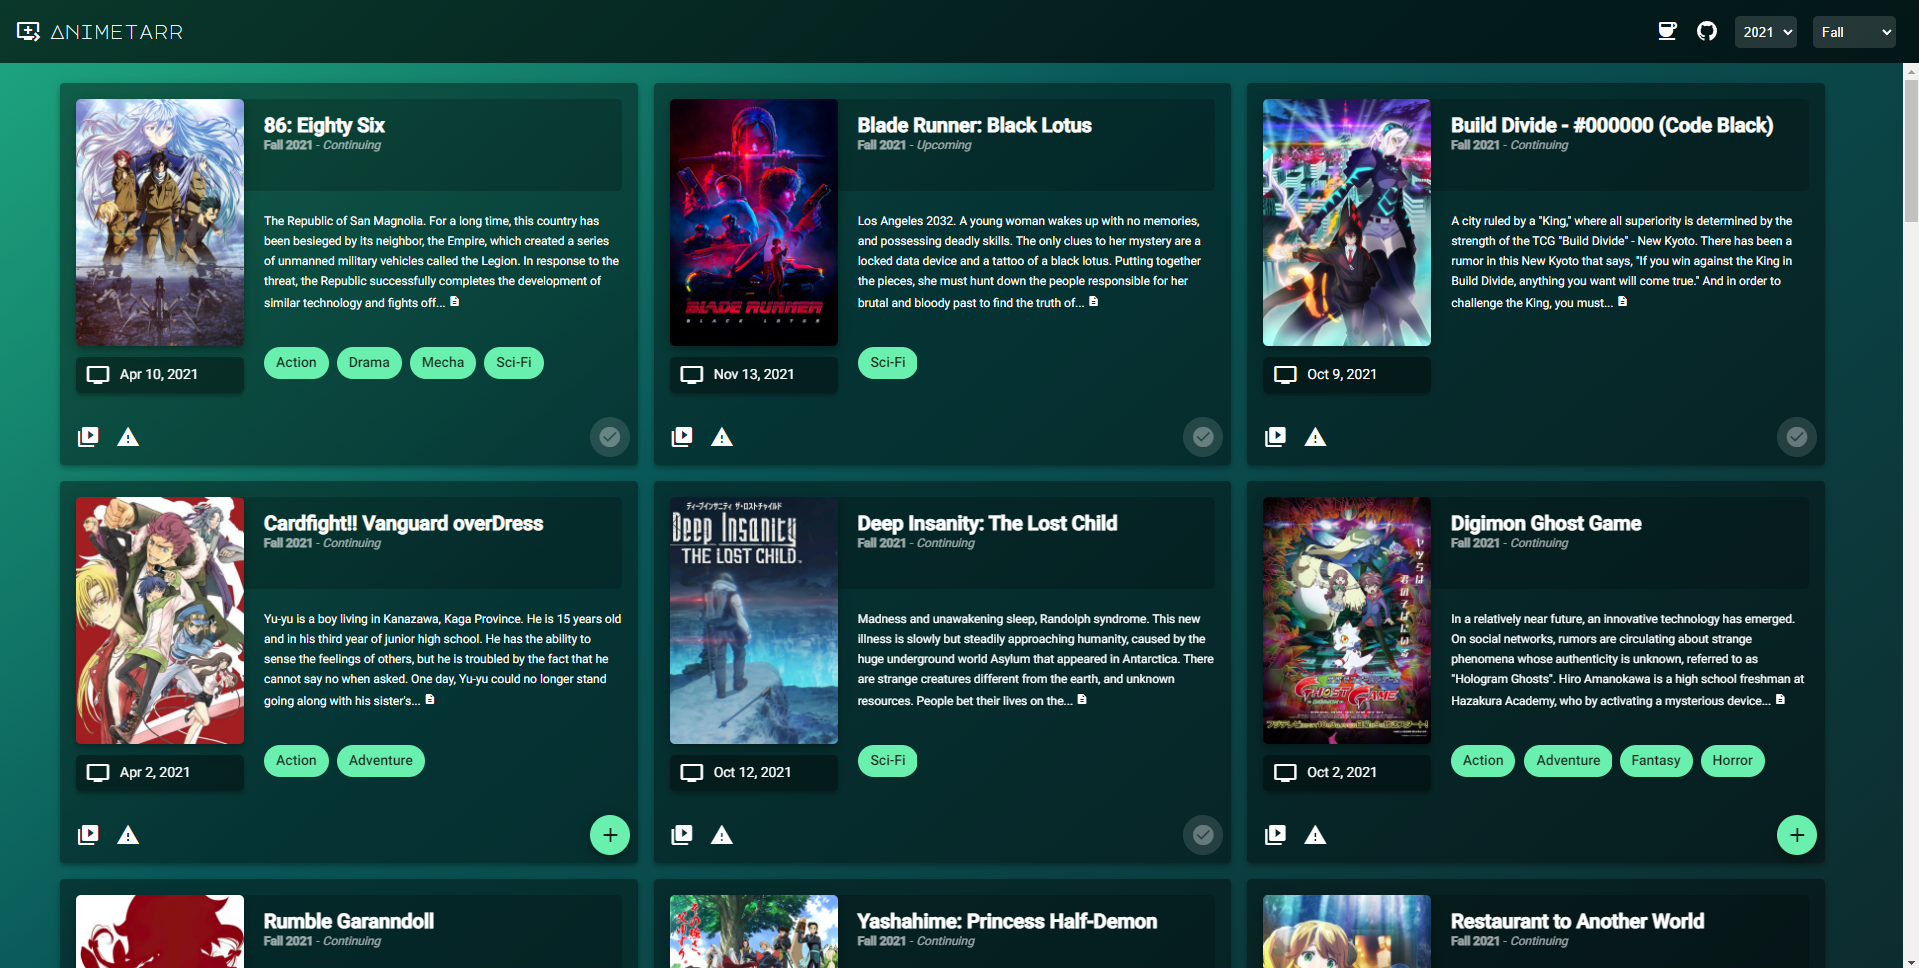 ANIMETARR
2021
Fall
86: Eighty Six
Fall 2021 - Continuing
The Republic of San Magnolia. For a long time, this country has
been besieged by its neighbor, the Empire, which created a series
of unmanned military vehicles called the Legion. In response to the
threat, the Republic successfully completes the development of
similar technology and fights off...
Action
Drama
Mecha
Sci-Fi
Apr 10, 2021
BLADE RUNNER
BLACK LOTUS
Blade Runner: Black Lotus
Fall 2021 - Upcoming
Los Angeles 2032. A young woman wakes up with no memories,
and possessing deadly skills. The only clues to her mystery are a
locked data device and a tattoo of a black lotus. Putting together
the pieces, she must hunt down the people responsible for her
brutal and bloody past to find the truth of...
Sci-Fi
Nov 13, 2021
Build Divide - #000000 (Code Black)
Fall 2021 - Continuing
A city ruled by a "King," where all superiority is determined by the
strength of the TCG "Build Divide" - New Kyoto. There has been a
rumor in this New Kyoto that says, "If you win against the King in
Build Divide, anything you want will come true." And in order to
challenge the King, you must...
Oct 9, 2021
Cardfight!! Vanguard overDress
Fall 2021 - Continuing
Yu-yu is a boy living in Kanazawa, Kaga Province. He is 15 years old
and in his third year of junior high school. He has the ability to
sense the feelings of others, but he is troubled by the fact that he
cannot say no when asked. One day, Yu-yu could no longer stand
going along with his sister's...
Action
Adventure
Apr 2, 2021
ディープインサニティ ザ・ロストチャイルド
Deep Insanity
THE LOST CHILD
Deep Insanity: The Lost Child
Fall 2021 - Continuing
Madness and unawakening sleep, Randolph syndrome. This new
illness is slowly but steadily approaching humanity, caused by the
huge underground world Asylum that appeared in Antarctica. There
are strange creatures different from the earth, and unknown
resources. People bet their lives on the...
Sci-Fi
Oct 12, 2021
ヤツらは
君のそばにいる
GHOST GAME
Digimon Ghost Game
Fall 2021 - Continuing
In a relatively near future, an innovative technology has emerged.
On social networks, rumors are circulating about strange
phenomena whose authenticity is unknown, referred to as
"Hologram Ghosts". Hiro Amanokawa is a high school freshman at
Hazakura Academy, who by activating a mysterious device...
Action
Adventure
Fantasy
Horror
Oct 2, 2021
Rumble Garanndoll
Fall 2021 - Continuing
Yashahime: Princess Half-Demon
Fall 2021 - Continuing
Restaurant to Another World
Fall 2021 - Continuing